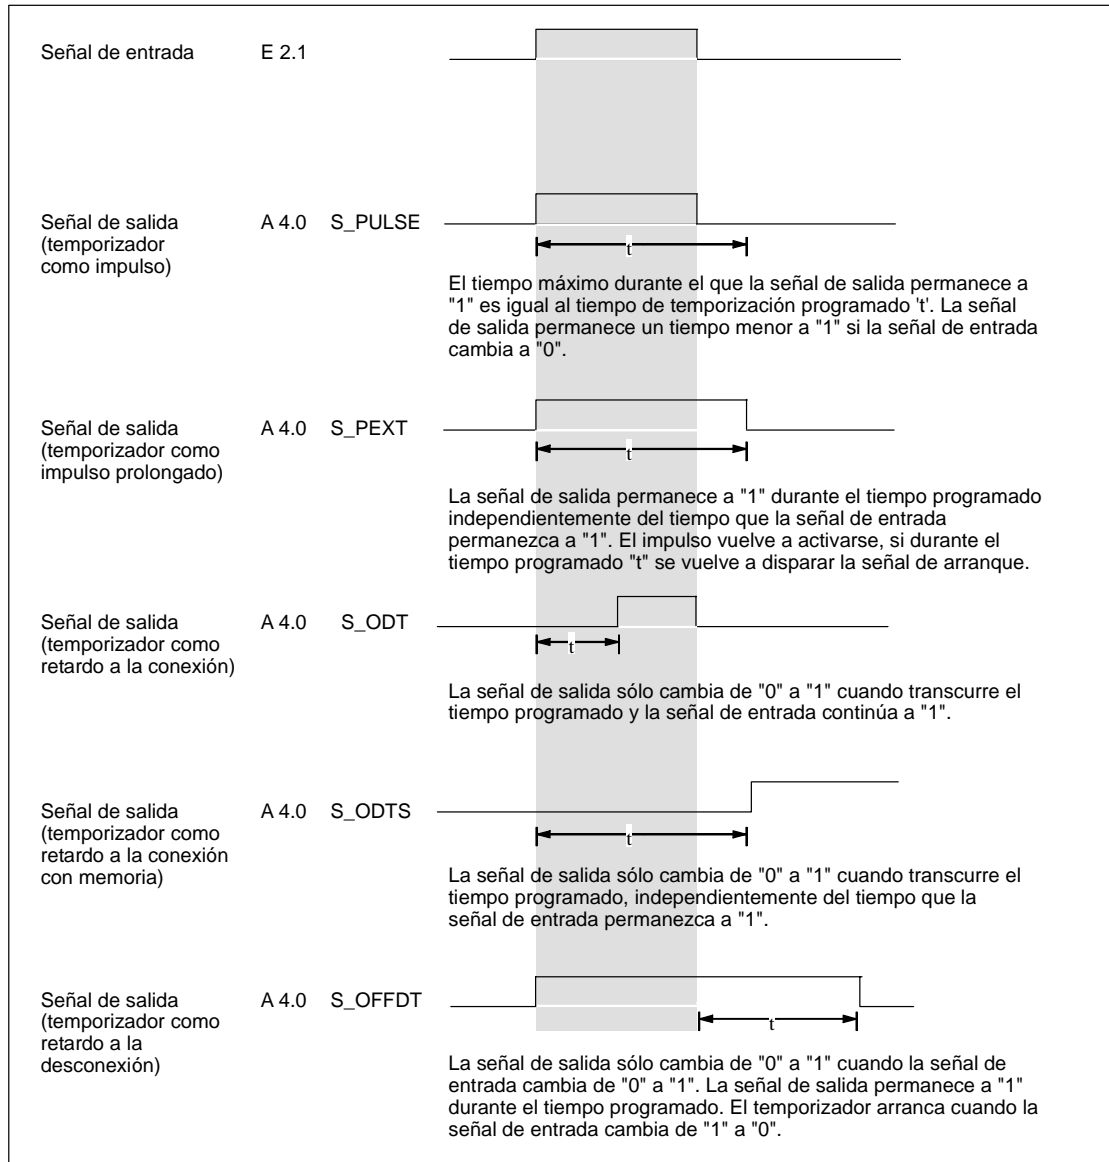 Señal de entrada E 2.1
Señal de salida A 4.0 S_PULSE
(temporizador
como impulso)
t
El tiempo máximo durante el que la señal de salida permanece a
"1" es igual al tiempo de temporización programado 't'. La señal
de salida permanece un tiempo menor a "1" si la señal de entrada
cambia a "0".
Señal de salida A 4.0 S_PEXT
(temporizador como
impulso prolongado)
t
La señal de salida permanece a "1" durante el tiempo programado
independientemente del tiempo que la señal de entrada
permanezca a "1". El impulso vuelve a activarse, si durante el
tiempo programado "t" se vuelve a disparar la señal de arranque.
Señal de salida A 4.0 S_ODT
(temporizador como
retardo a la conexión)
t
La señal de salida sólo cambia de "0" a "1" cuando transcurre el
tiempo programado y la señal de entrada continúa a "1".
Señal de salida A 4.0 S_ODTS
(temporizador como
retardo a la conexión
con memoria)
t
La señal de salida sólo cambia de "0" a "1" cuando transcurre el
tiempo programado, independientemente del tiempo que la
señal de entrada permanezca a "1".
Señal de salida A 4.0 S_OFFDT
(temporizador como
retardo a la
desconexión)
t
La señal de salida sólo cambia de "0" a "1" cuando la señal de
entrada cambia de "0" a "1". La señal de salida permanece a "1"
durante el tiempo programado. El temporizador arranca cuando la
señal de entrada cambia de "1" a "0".